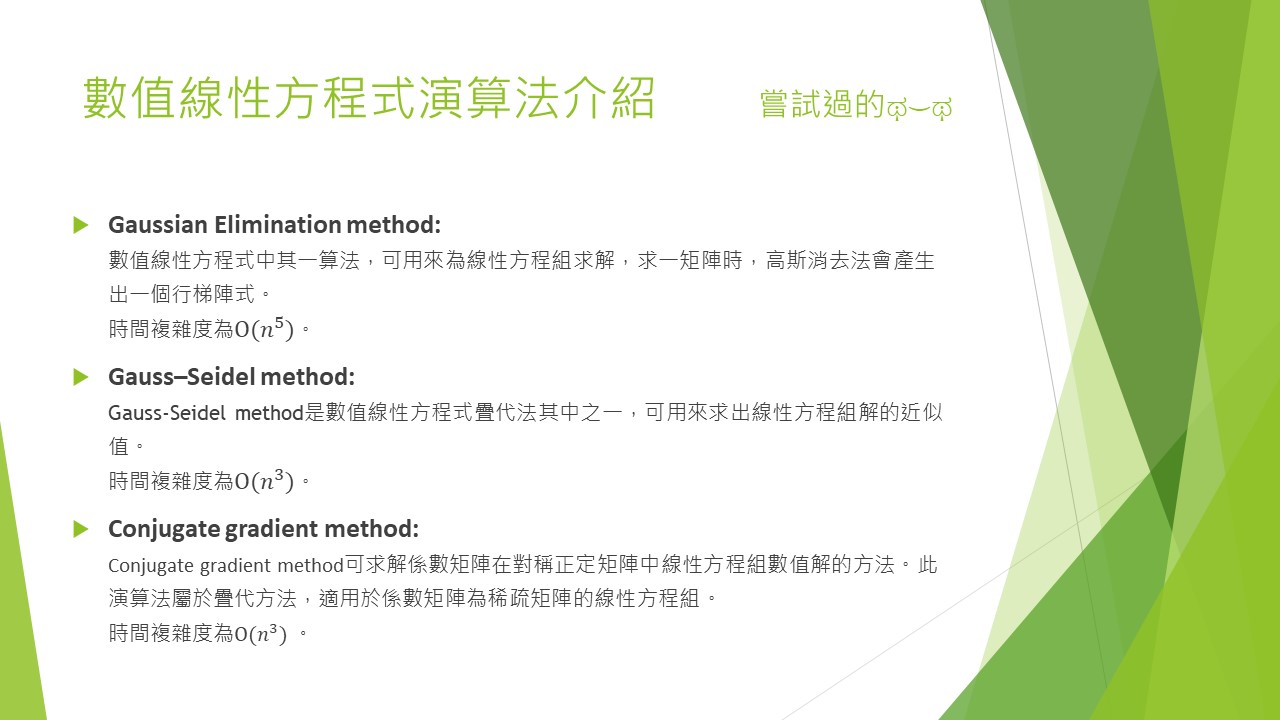 數值線性方程式演算法介紹 嘗試過的ಥ⌣ಥ
Gaussian Elimination method:
數值線性方程式中其一算法，可用來為線性方程組求解，求一矩陣時，高斯消去法會產生
出一個行梯陣式。
時間複雜度為O(𝑛⁵)。
Gauss–Seidel method:
Gauss-Seidel method是數值線性方程式疊代法其中之一，可用來求出線性方程組解的近似
值。
時間複雜度為O(𝑛³)。
Conjugate gradient method:
Conjugate gradient method可求解係數矩陣在對稱正定矩陣中線性方程組數值解的方法。此
演算法屬於疊代方法，適用於係數矩陣為稀疏矩陣的線性方程組。
時間複雜度為O(𝑛³) 。